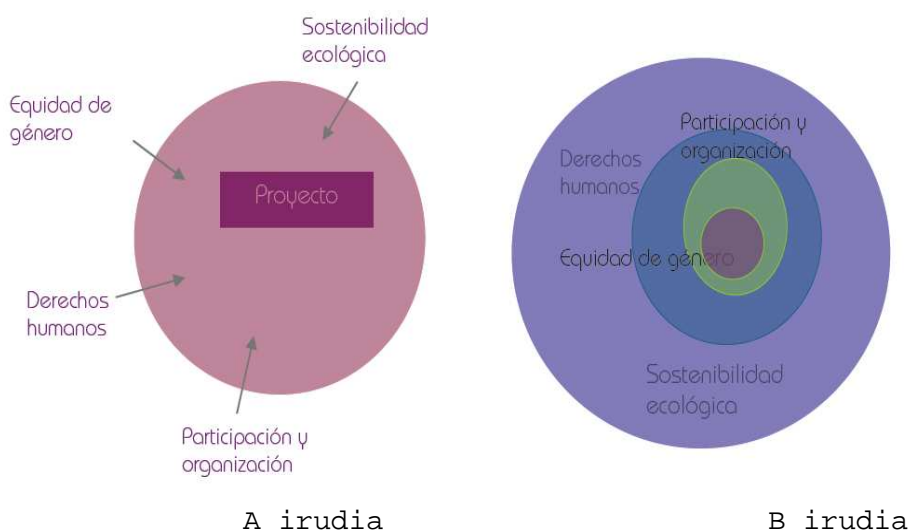 Sostenibilidad
ecológica
Equidad de
género
Proyecto
Derechos
humanos
Participación y
organización
A irudia
Participación y
organización
Derechos
humanos
Equidad de género
Sostenibilidad
ecológica
B irudia